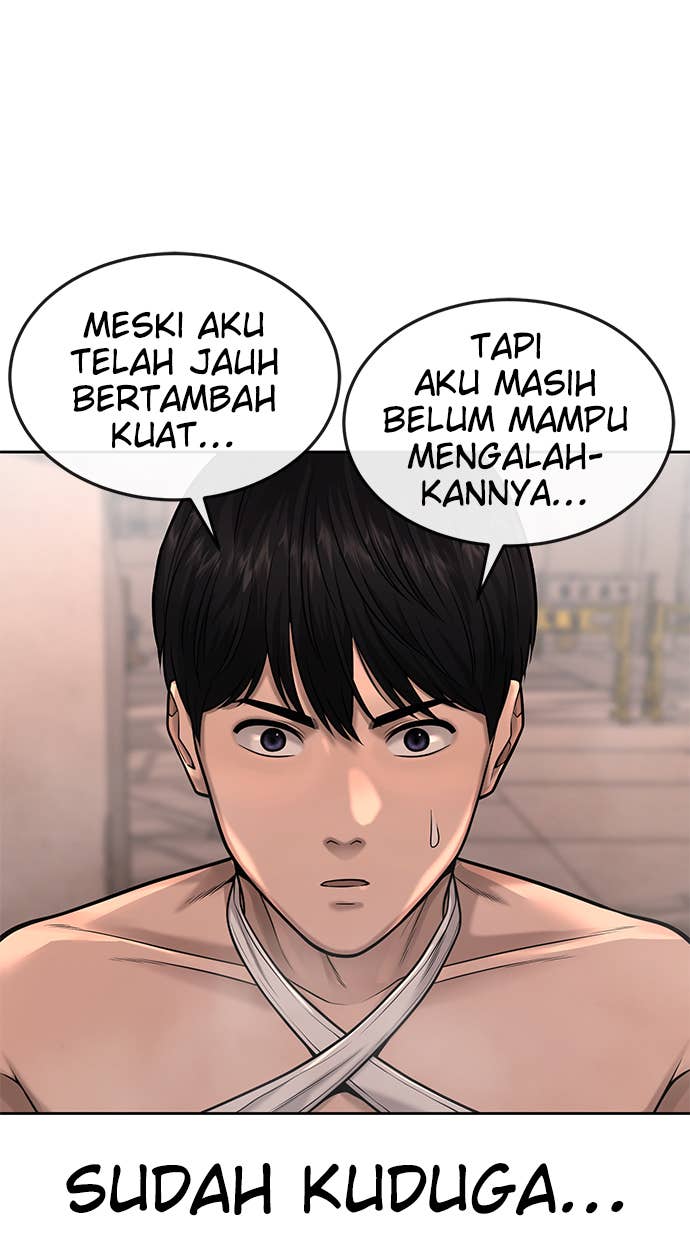 MESKI AKU
TELAH JAUH
BERTAMBAH
KUAT...
TAPI
AKU MASIH
BELUM MAMPU
MENGALAH-
KANNYA...
SUDAH KUDUGA...